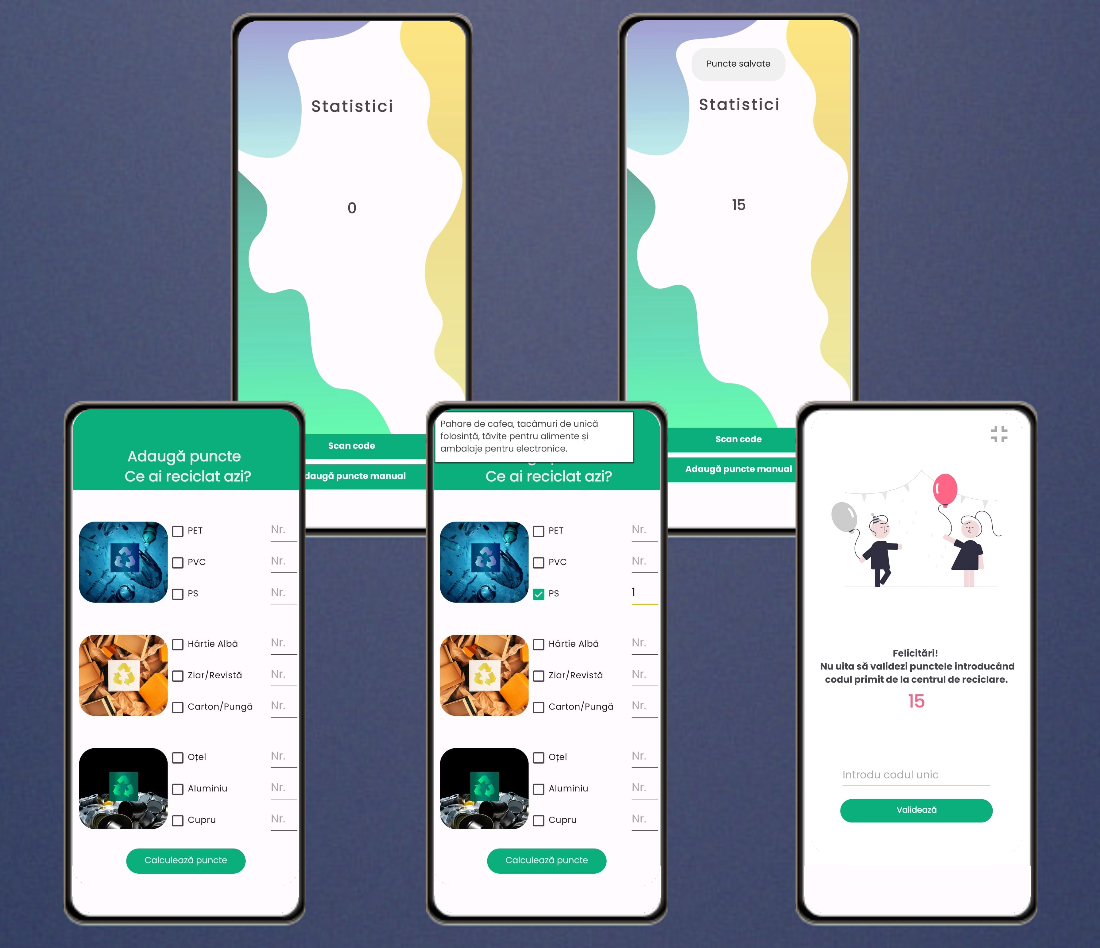 Statistici
0
Scan code
daugă puncte manual
Puncte salvate
Statistici
15
Scan code
Adaugă puncte manual
Adaugă puncte
Ce ai reciclat azi?
PET Nr.
PVC Nr.
PS Nr.
Hârtie Albă Nr.
Ziar/Revistă Nr.
Carton/Pungă Nr.
Oțel Nr.
Aluminiu Nr.
Cupru Nr.
Calculează puncte
Pahare de cafea, tacâmuri de unică
folosință, tăvițe pentru alimente și
ambalaje pentru electronice.
Ce ai reciclat azi?
PET Nr.
PVC Nr.
PS 1
Hârtie Albă Nr.
Ziar/Revistă Nr.
Carton/Pungă Nr.
Oțel Nr.
Aluminiu Nr.
Cupru Nr.
Calculează puncte
Felicitări!
Nu uita să validezi punctele introducând
codul primit de la centrul de reciclare.
15
Introdu codul unic
Validează